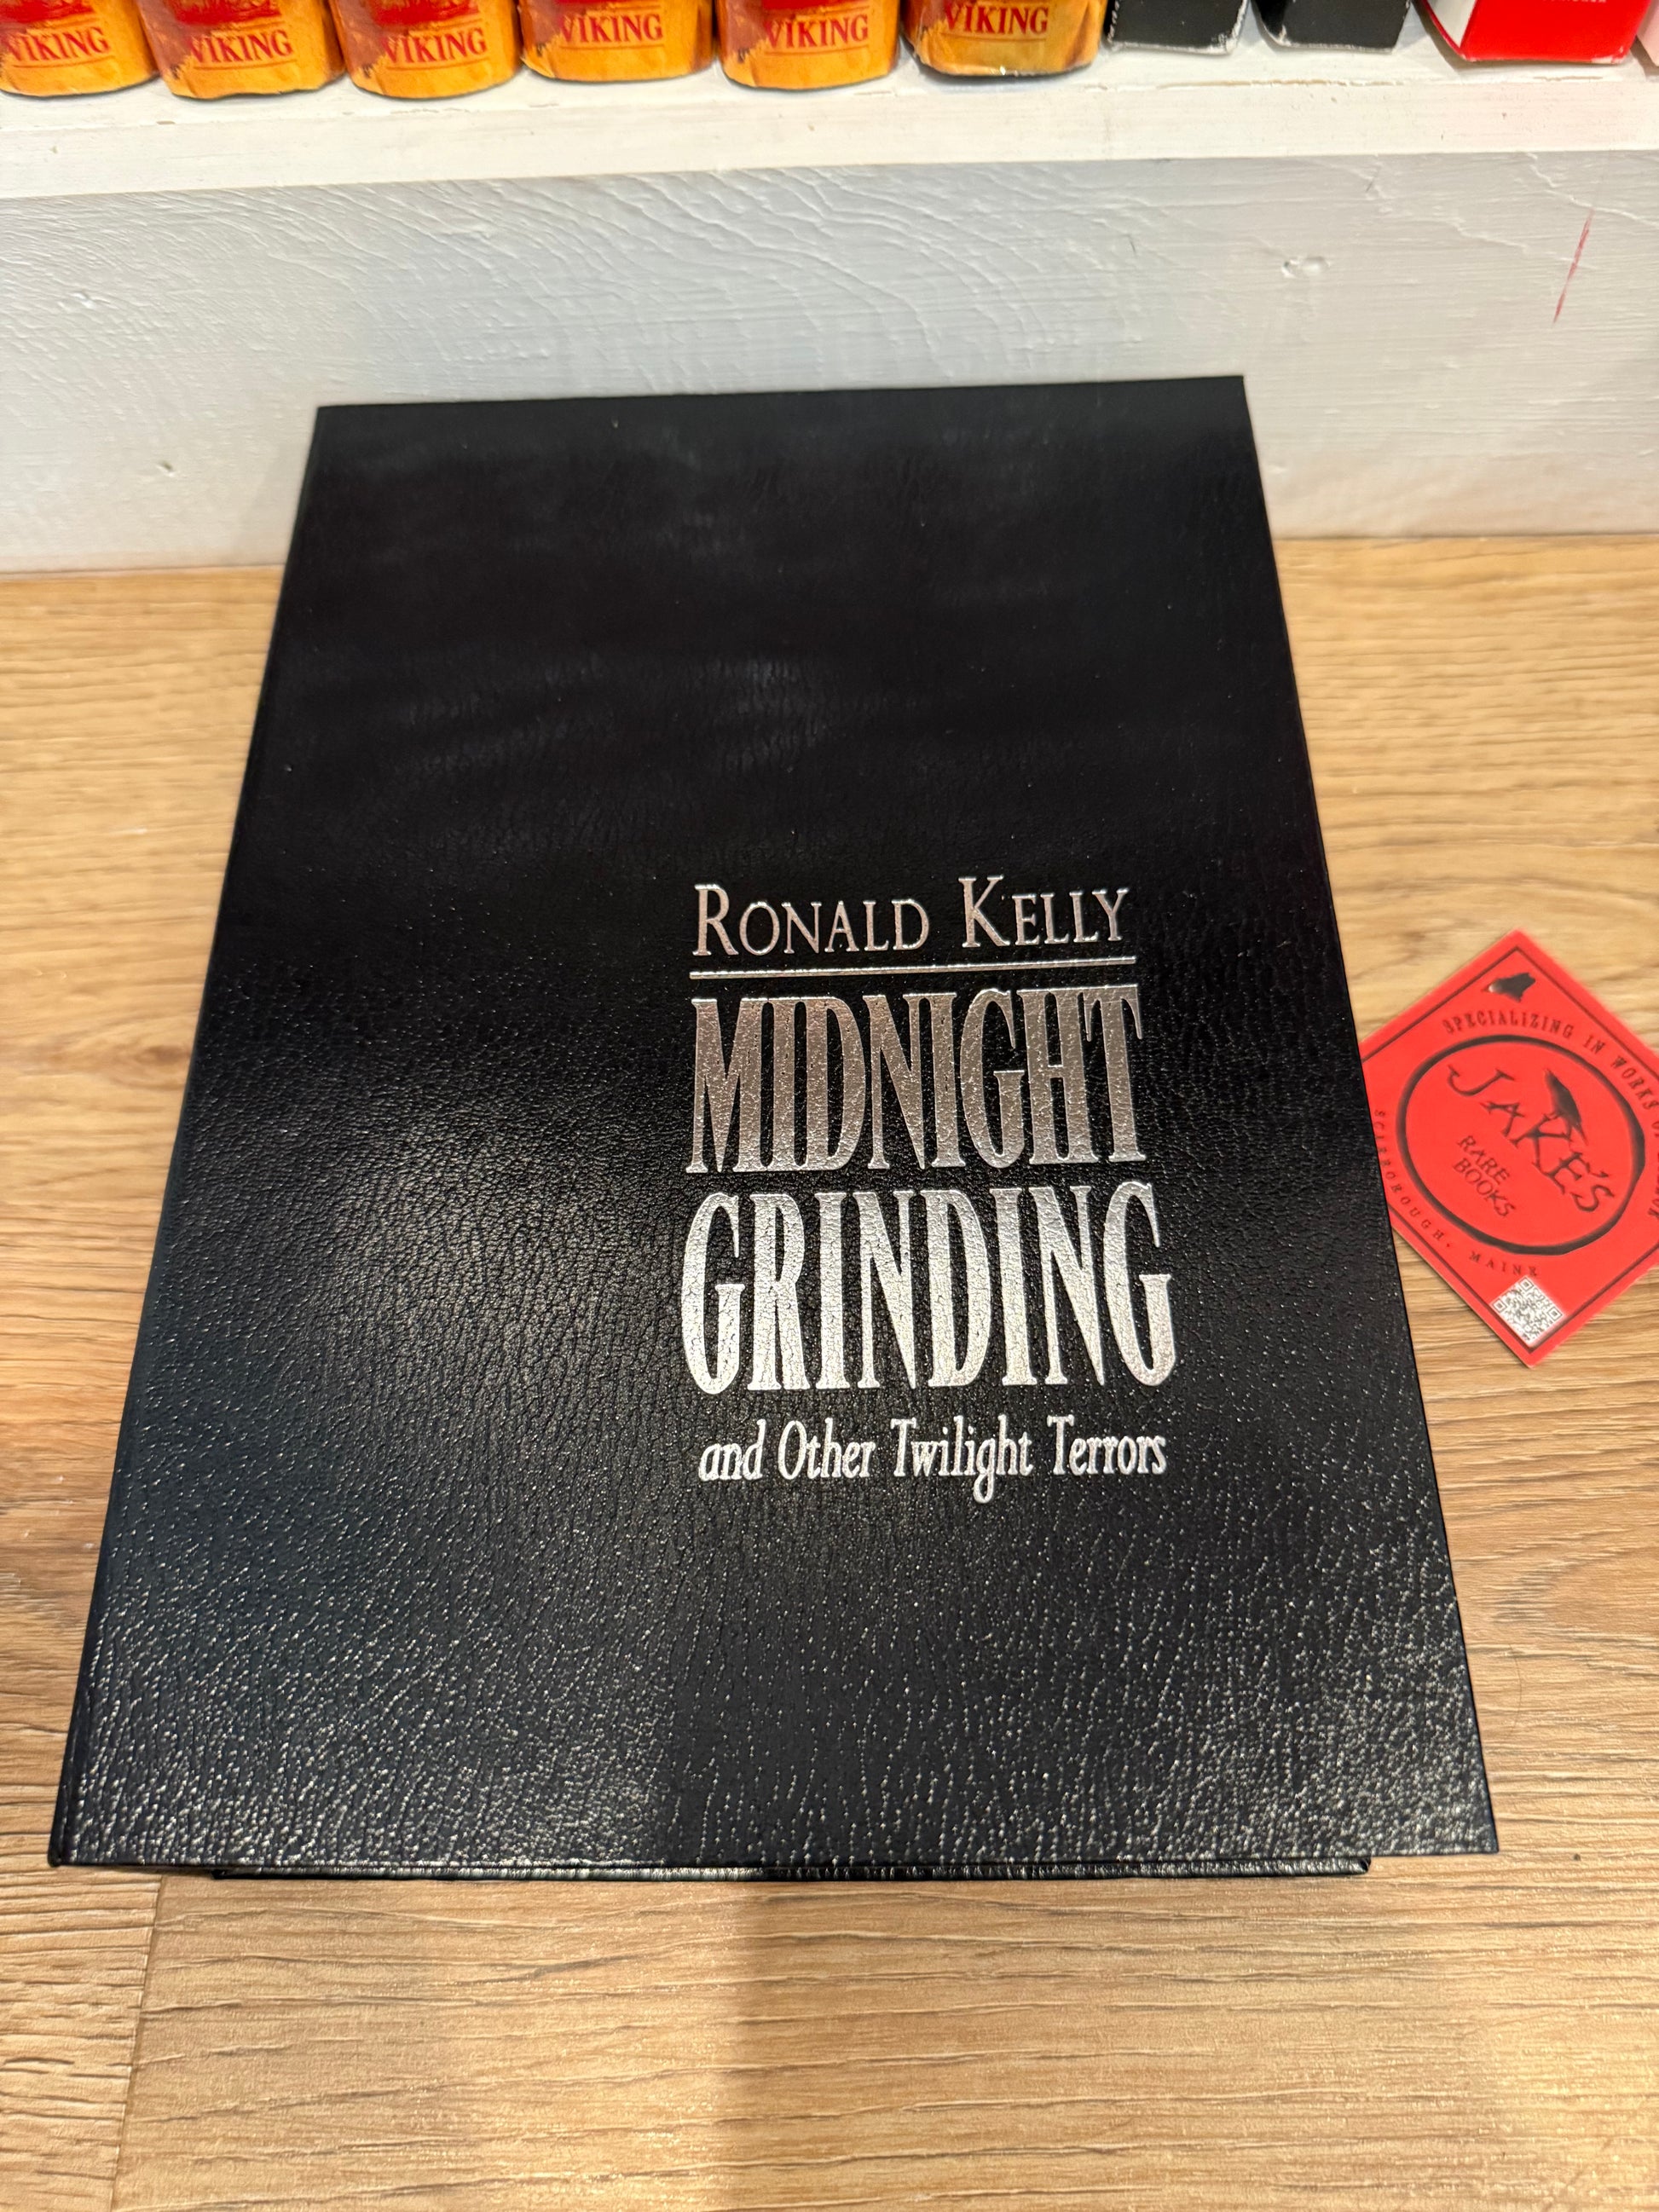 VIKING
VIKING
VIKING
VIKING
VIKING
VIKING
RONALD KELLY
MIDNIGHT
GRINDING
and Other Twilight Terrors
SPECIALIZING IN WORKS
JAKE'S
RARE
BOOKS
SCARBOROUGH, MAINE